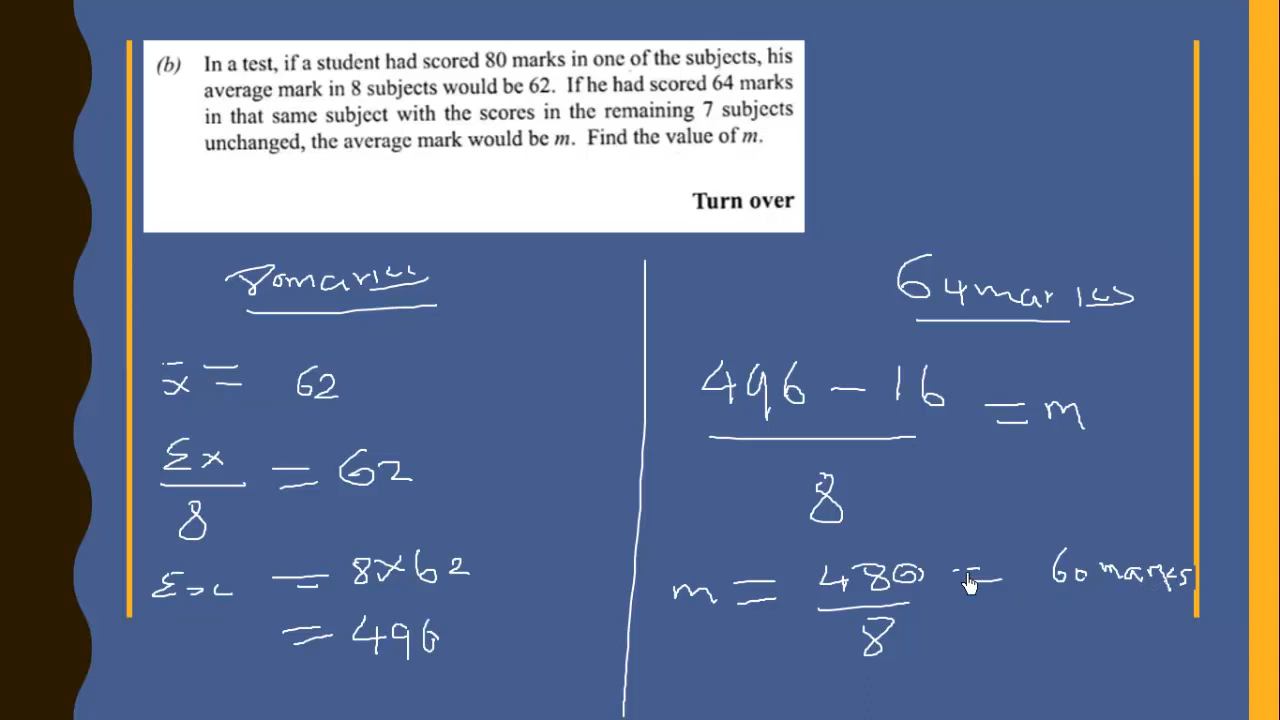 (b) In a test, if a student had scored 80 marks in one of the subjects, his
average mark in 8 subjects would be 62. If he had scored 64 marks
in that same subject with the scores in the remaining 7 subjects
unchanged, the average mark would be m. Find the value of m.
Turn over
80marks
x̄ = 62
Σx
8
= 62
Σx = 8×62
= 496
64marks
496 - 16
8
= m
m =
480
8
= 60 marks